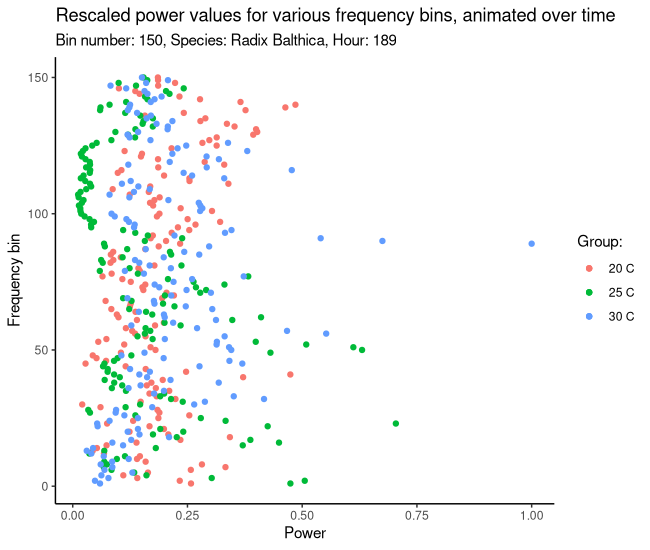 Rescaled power values for various frequency bins, animated over time
Bin number: 150, Species: Radix Balthica, Hour: 189
150
100
50
0
Frequency bin
0.00
0.25
0.50
0.75
1.00
Power
Group:
20 C
25 C
30 C